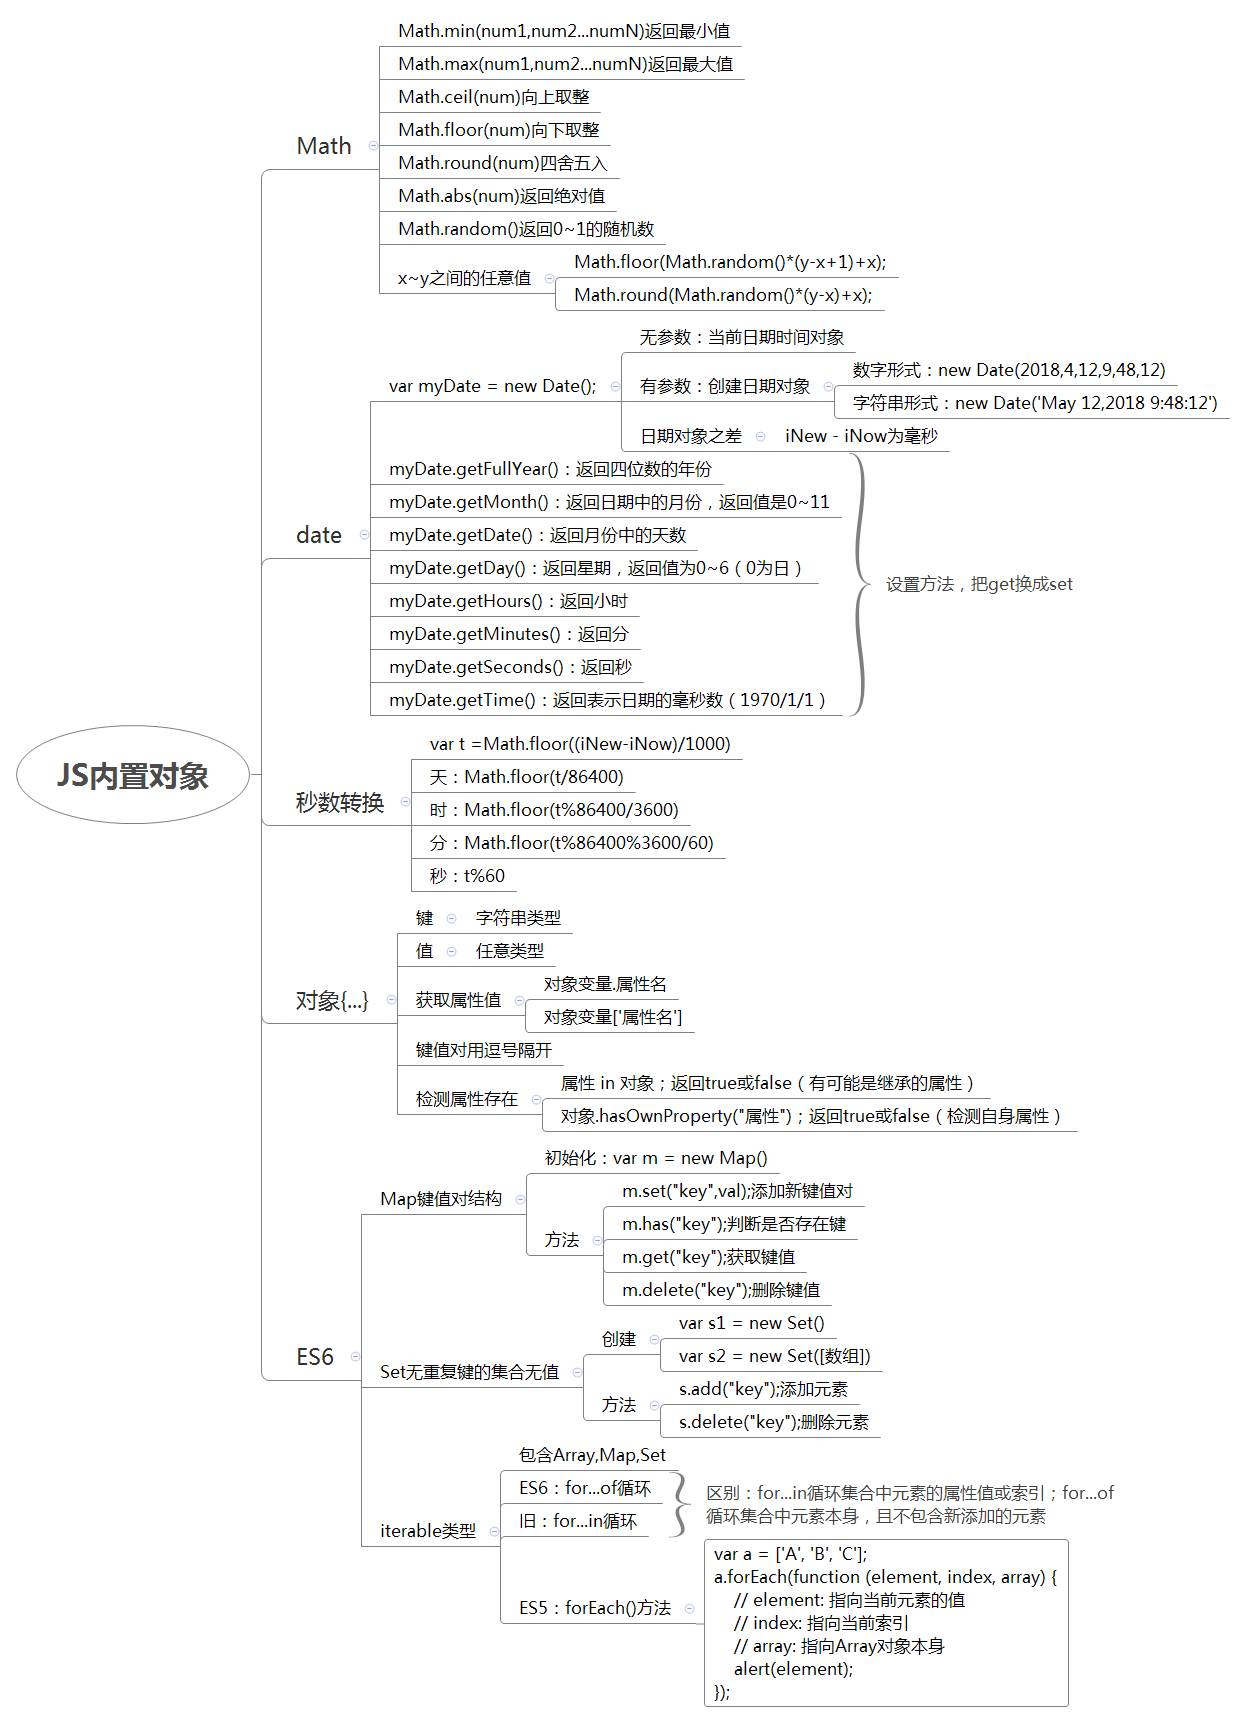 JS内置对象
Math
Math.min(num1,num2...numN)返回最小值
Math.max(num1,num2...numN)返回最大值
Math.ceil(num)向上取整
Math.floor(num)向下取整
Math.round(num)四舍五入
Math.abs(num)返回绝对值
Math.random()返回0~1的随机数
x~y之间的任意值
Math.floor(Math.random()*(y-x+1)+x);
Math.round(Math.random()*(y-x)+x);
date
var myDate = new Date();
无参数：当前日期时间对象
有参数：创建日期对象
数字形式：new Date(2018,4,12,9,48,12)
字符串形式：new Date('May 12,2018 9:48:12')
日期对象之差
iNew - iNow为毫秒
myDate.getFullYear()：返回四位数的年份
myDate.getMonth()：返回日期中的月份，返回值是0~11
myDate.getDate()：返回月份中的天数
myDate.getDay()：返回星期，返回值为0~6（0为日）
myDate.getHours()：返回小时
myDate.getMinutes()：返回分
myDate.getSeconds()：返回秒
myDate.getTime()：返回表示日期的毫秒数（1970/1/1）
设置方法，把get换成set
秒数转换
var t =Math.floor((iNew-iNow)/1000)
天：Math.floor(t/86400)
时：Math.floor(t%86400/3600)
分：Math.floor(t%86400%3600/60)
秒：t%60
对象{...}
键
字符串类型
值
任意类型
获取属性值
对象变量.属性名
对象变量['属性名']
键值对用逗号隔开
检测属性存在
属性 in 对象；返回true或false（有可能是继承的属性）
对象.hasOwnProperty("属性")；返回true或false（检测自身属性）
ES6
Map键值对结构
初始化：var m = new Map()
方法
m.set("key",val);添加新键值对
m.has("key");判断是否存在键
m.get("key");获取键值
m.delete("key");删除键值
Set无重复键的集合无值
创建
var s1 = new Set()
var s2 = new Set([数组])
方法
s.add("key");添加元素
s.delete("key");删除元素
iterable类型
包含Array,Map,Set
ES6：for...of循环
旧：for...in循环
区别：for...in循环集合中元素的属性值或索引；for...of
循环集合中元素本身，且不包含新添加的元素
ES5：forEach()方法
var a = ['A', 'B', 'C'];
a.forEach(function (element, index, array) {
// element: 指向当前元素的值
// index: 指向当前索引
// array: 指向Array对象本身
alert(element);
});